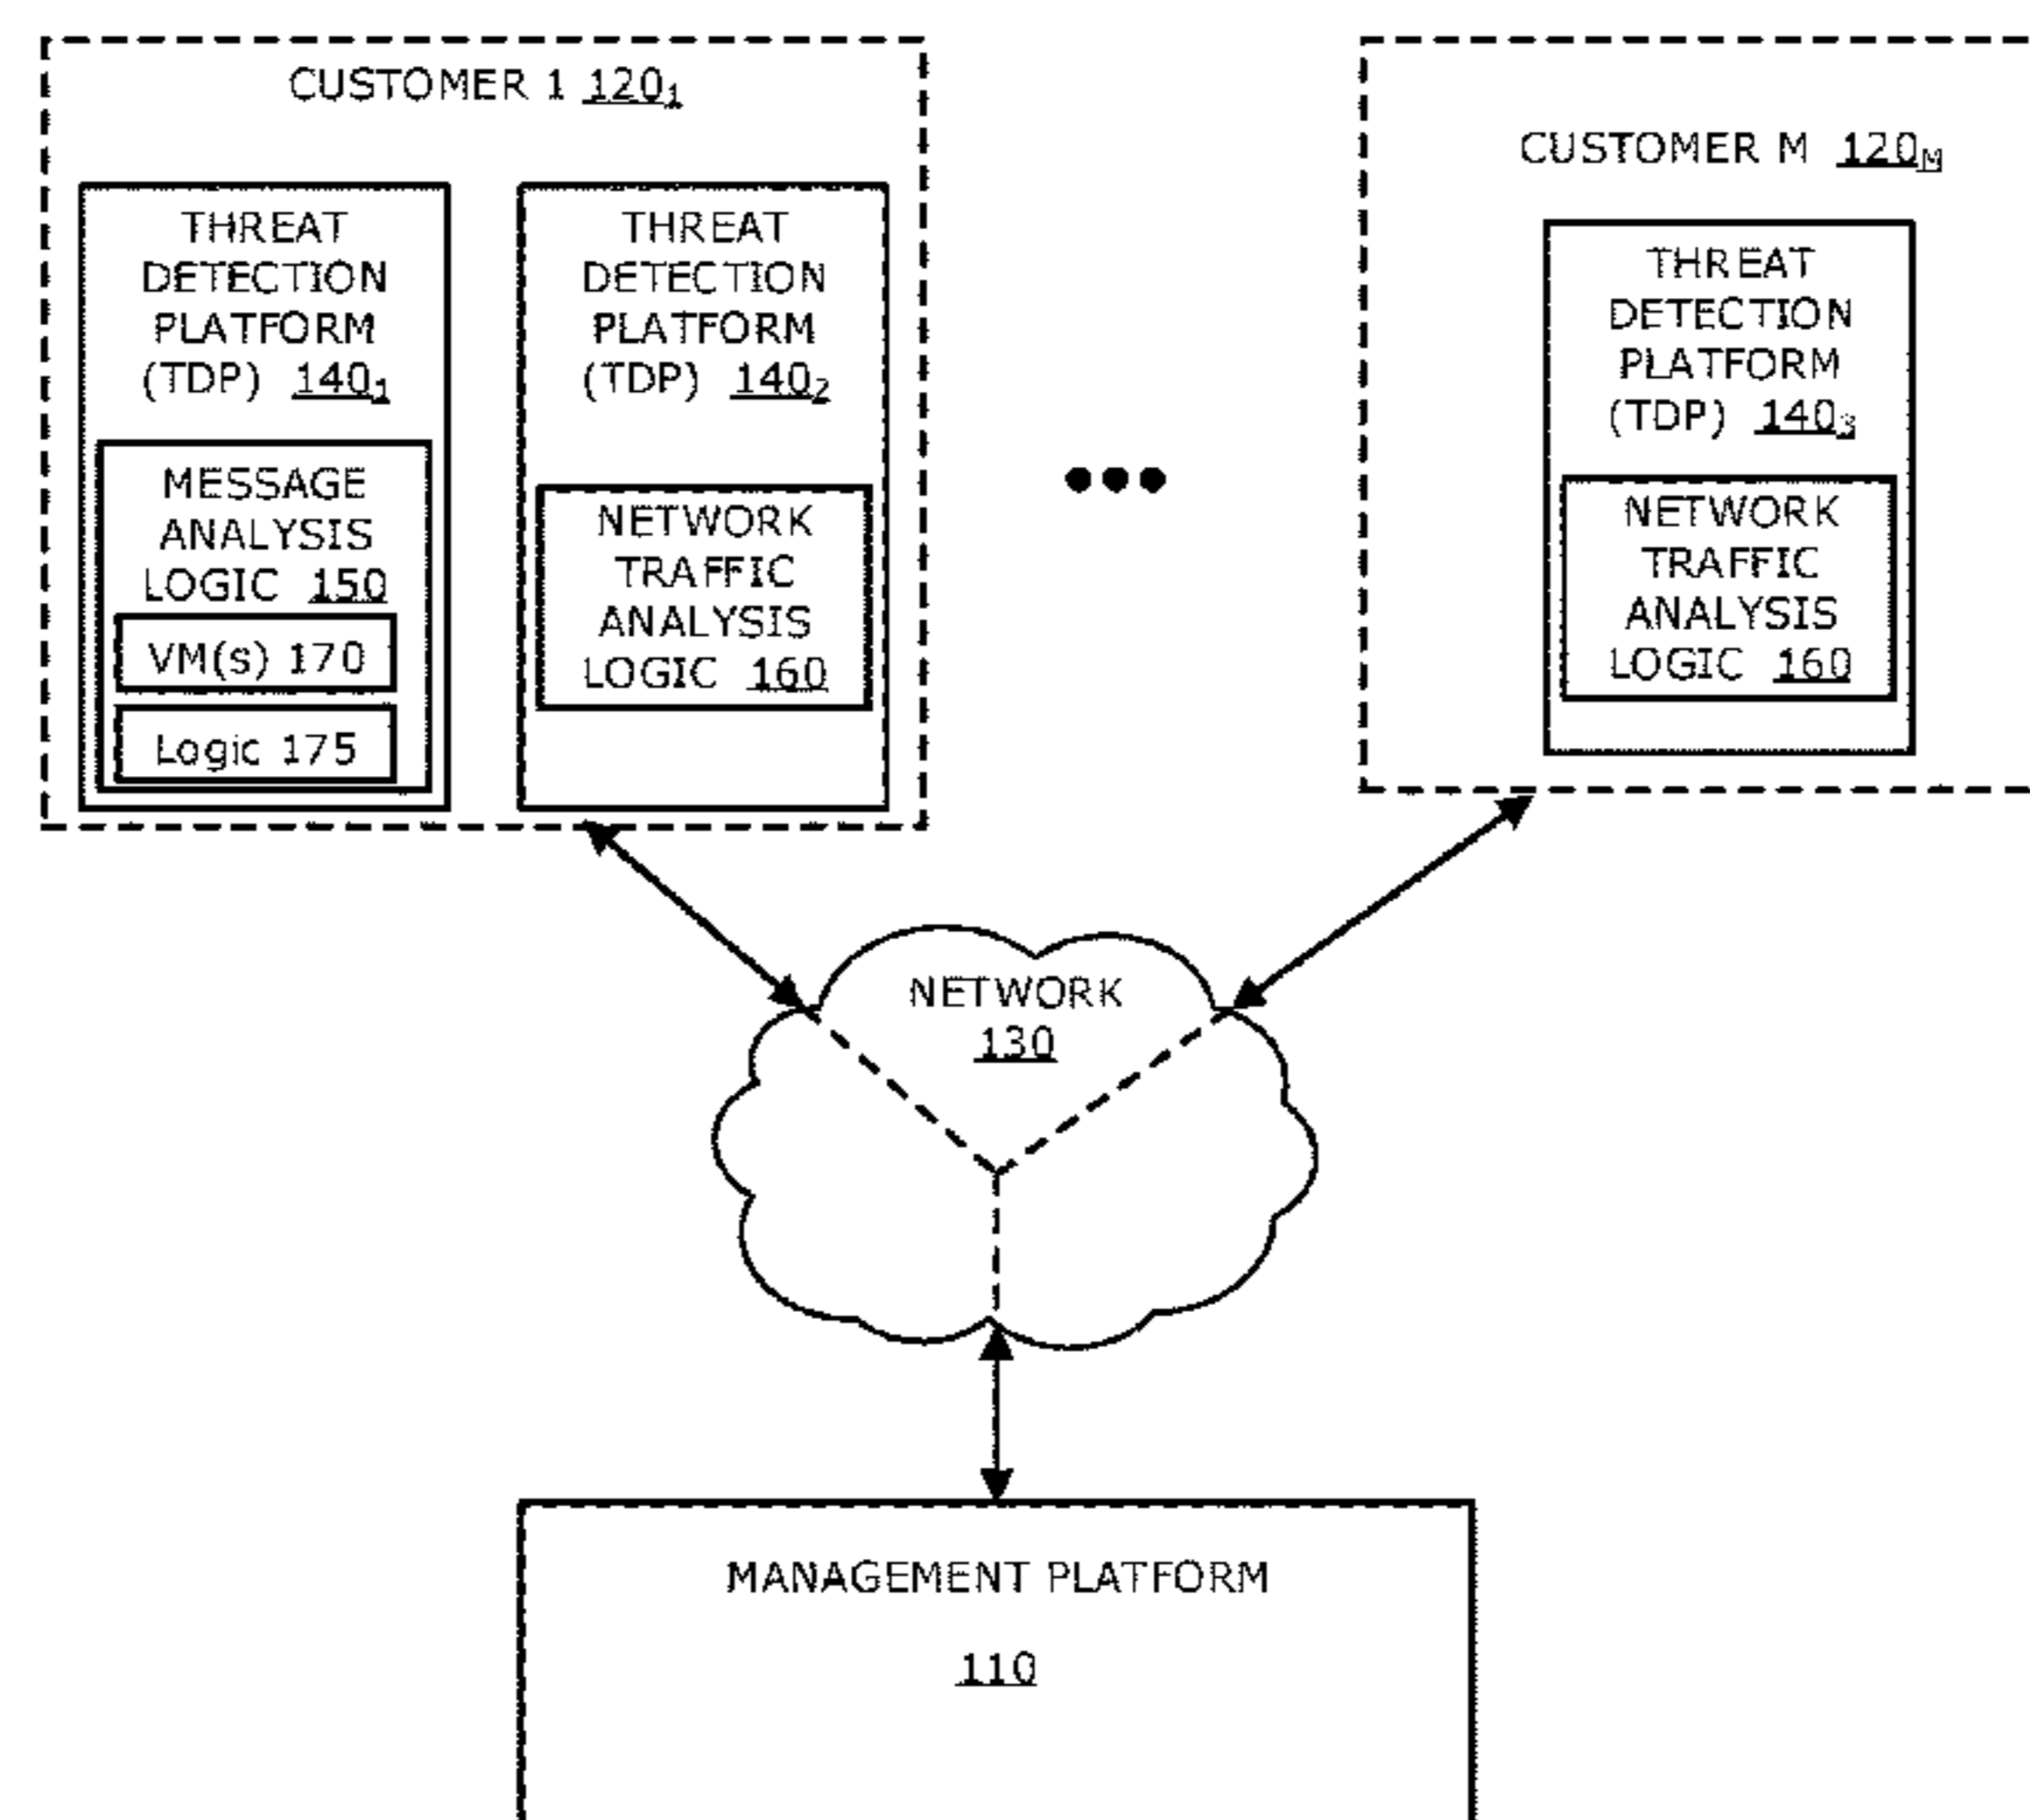 CUSTOMER 1 120₁
THREAT
DETECTION
PLATFORM
(TDP) 140₁
MESSAGE
ANALYSIS
LOGIC 150
VM(s) 170
Logic 175
THREAT
DETECTION
PLATFORM
(TDP) 140₂
NETWORK
TRAFFIC
ANALYSIS
LOGIC 160
CUSTOMER M 120M
THREAT
DETECTION
PLATFORM
(TDP) 140₃
NETWORK
TRAFFIC
ANALYSIS
LOGIC 160
NETWORK
130
MANAGEMENT PLATFORM
110